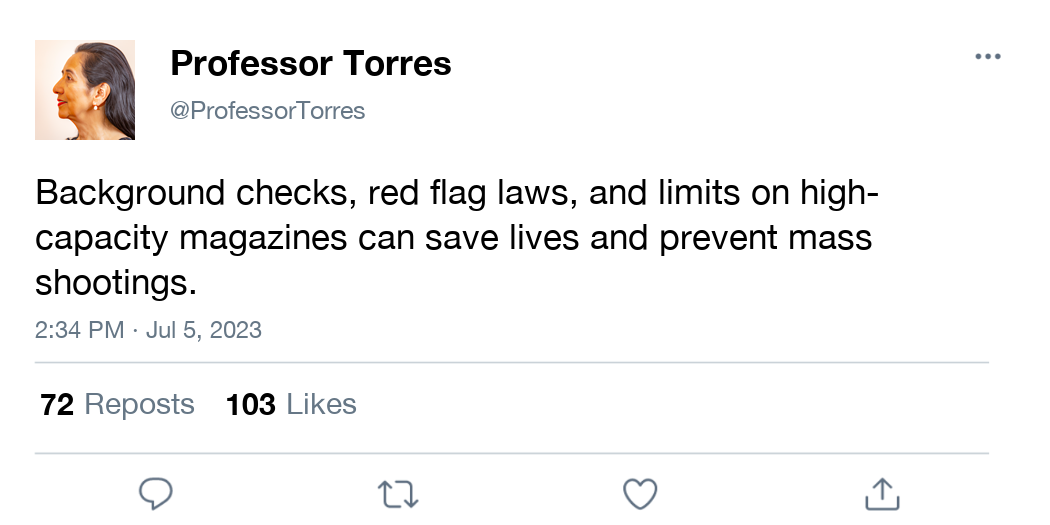 Professor Torres
@ProfessorTorres
Background checks, red flag laws, and limits on high-
capacity magazines can save lives and prevent mass
shootings.
2:34 PM · Jul 5, 2023
72 Reposts 103 Likes